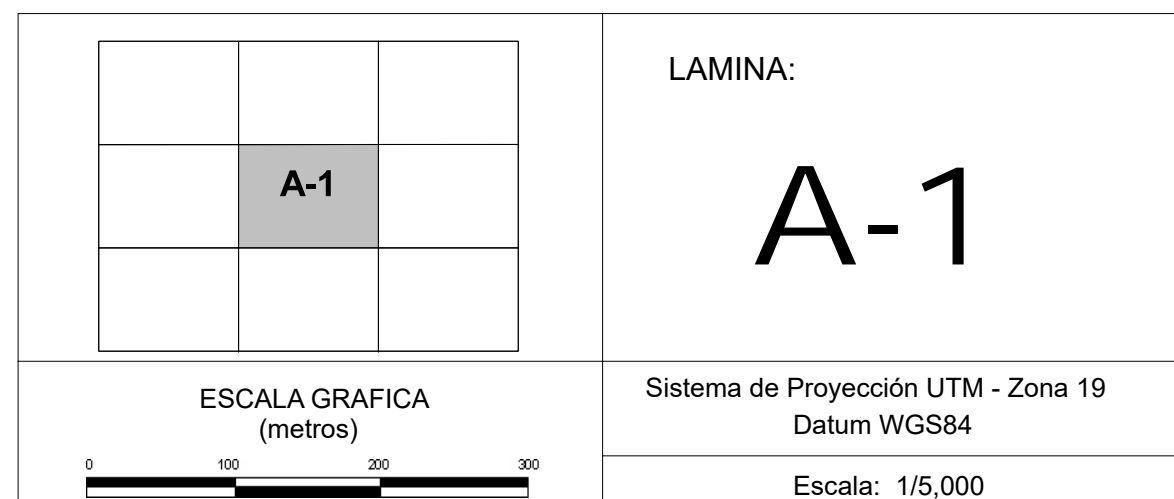 A-1
LAMINA:
A-1
ESCALA GRAFICA
(metros)
0 100 200 300
Sistema de Proyección UTM - Zona 19
Datum WGS84
Escala: 1/5,000